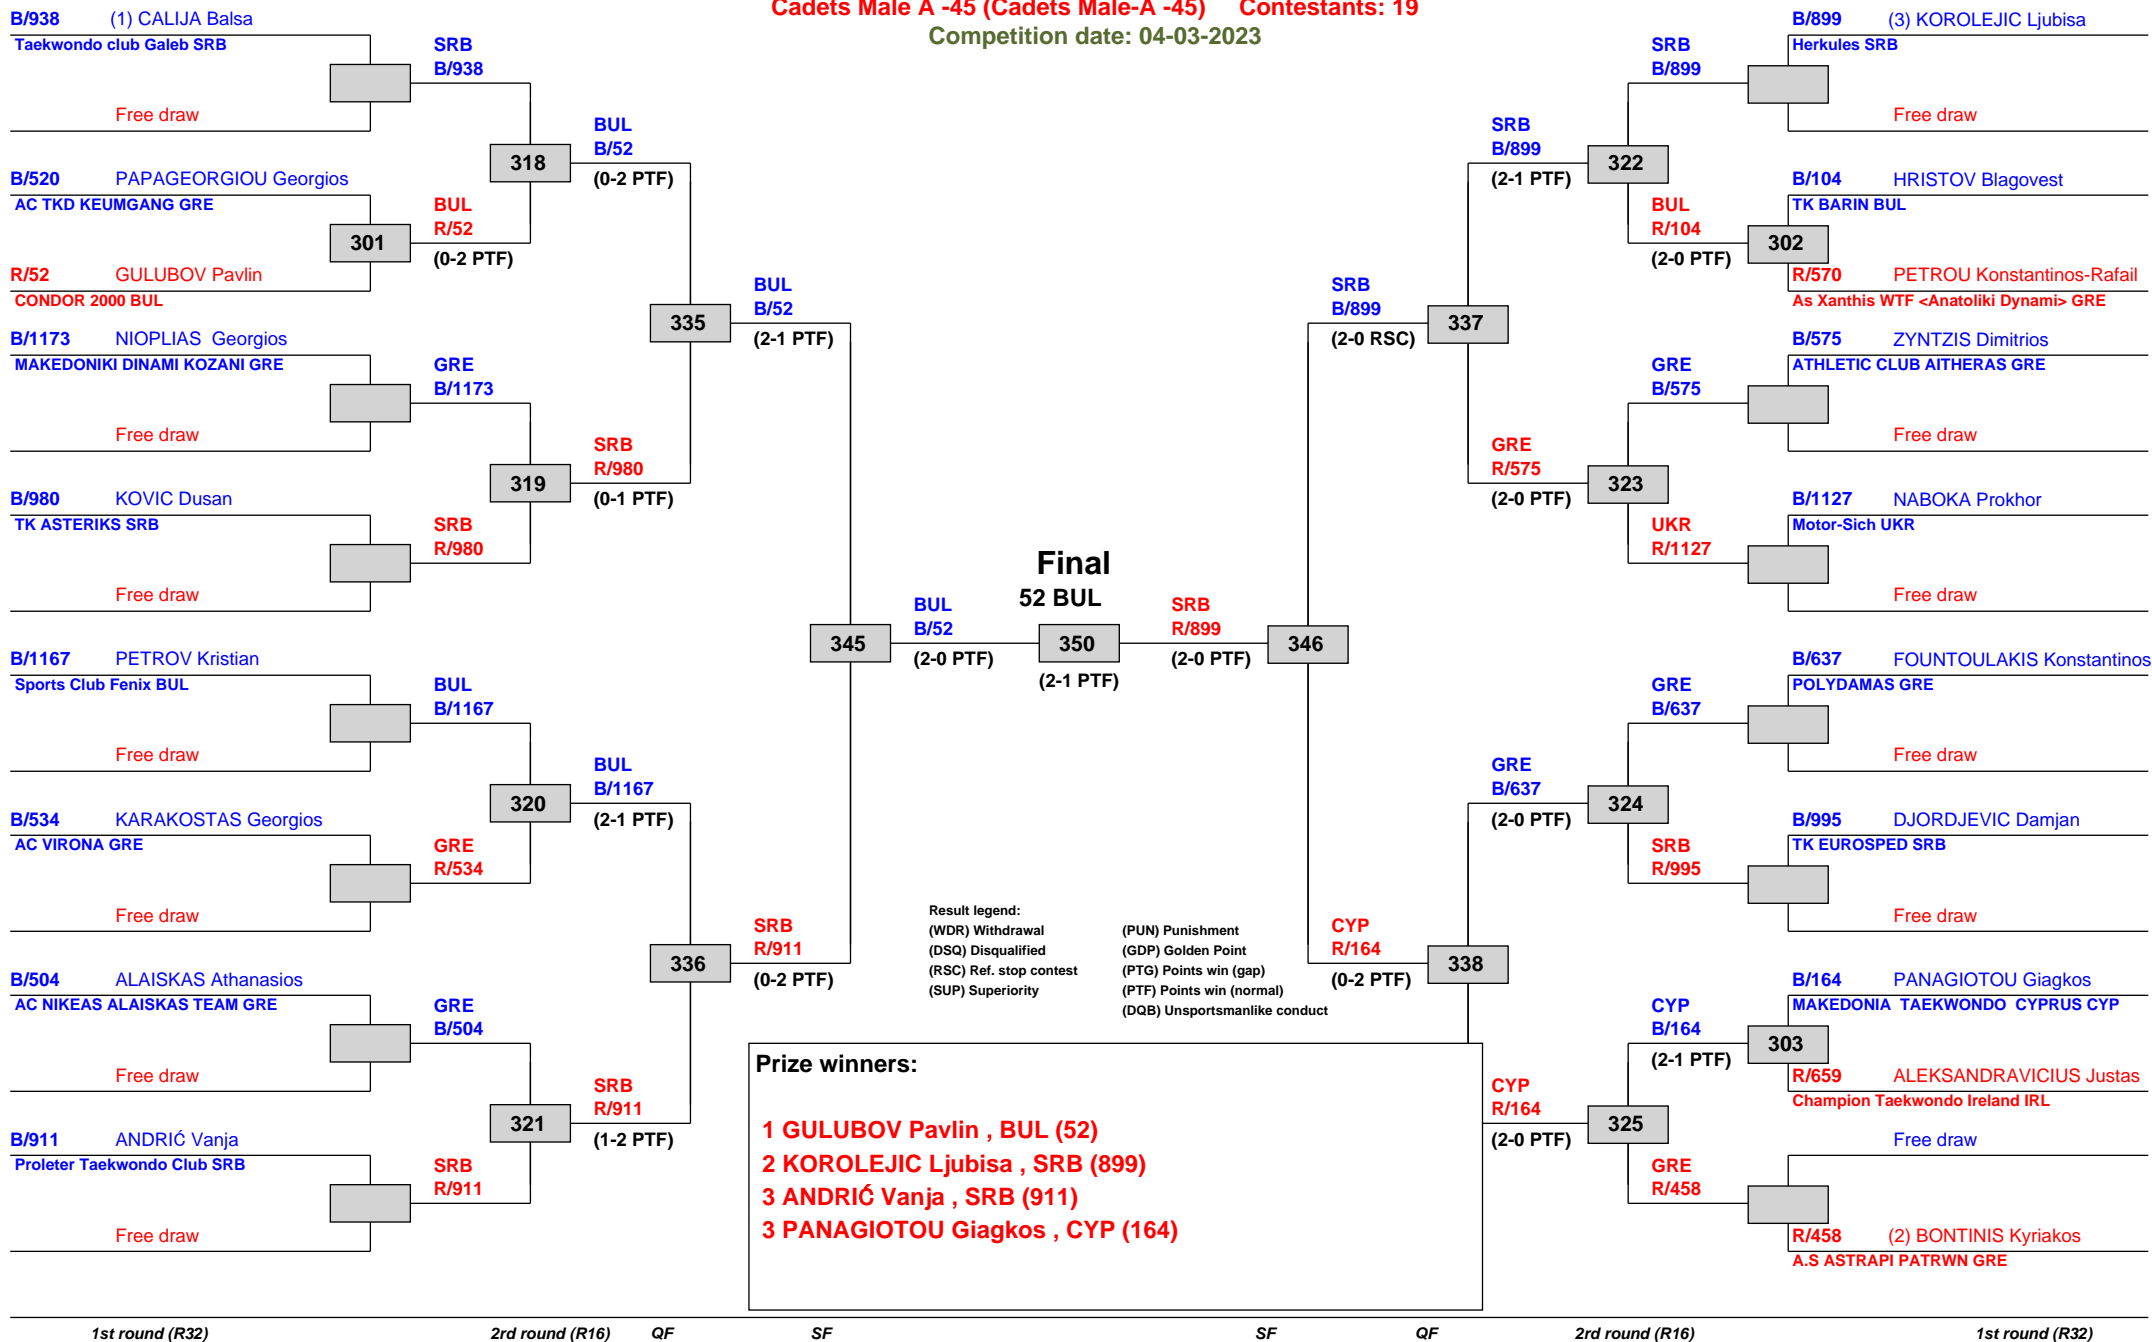 Cadets Male A -45 (Cadets Male-A -45) Contestants: 19
Competition date: 04-03-2023
B/938 (1) CALIJA Balsa
Taekwondo club Galeb SRB
Free draw
B/520 PAPAGEORGIOU Georgios
AC TKD KEUMGANG GRE
301
R/52 GULUBOV Pavlin
CONDOR 2000 BUL
B/1173 NIOPLIAS Georgios
MAKEDONIKI DINAMI KOZANI GRE
Free draw
B/980 KOVIC Dusan
TK ASTERIKS SRB
Free draw
B/1167 PETROV Kristian
Sports Club Fenix BUL
Free draw
B/534 KARAKOSTAS Georgios
AC VIRONA GRE
Free draw
B/504 ALAISKAS Athanasios
AC NIKEAS ALAISKAS TEAM GRE
Free draw
B/911 ANDRIĆ Vanja
Proleter Taekwondo Club SRB
Free draw
SRB
B/938
318
BUL
R/52
(0-2 PTF)
GRE
B/1173
319
SRB
R/980
BUL
B/1167
320
GRE
R/534
GRE
B/504
321
SRB
R/911
BUL
B/52
(0-2 PTF)
335
SRB
R/980
(0-1 PTF)
BUL
B/1167
(2-1 PTF)
336
SRB
R/911
(1-2 PTF)
BUL
B/52
(2-1 PTF)
345
SRB
R/911
(0-2 PTF)
BUL
B/52
(2-0 PTF)
Final
52 BUL
350
(2-1 PTF)
SRB
R/899
(2-0 PTF)
346
SRB
B/899
(2-0 RSC)
337
CYP
R/164
(0-2 PTF)
338
SRB
B/899
(2-1 PTF)
322
GRE
R/575
(2-0 PTF)
323
GRE
B/637
(2-0 PTF)
324
CYP
R/164
(2-0 PTF)
325
SRB
B/899
BUL
R/104
(2-0 PTF)
302
GRE
B/575
UKR
R/1127
GRE
B/637
SRB
R/995
CYP
B/164
(2-1 PTF)
303
GRE
R/458
B/899 (3) KOROLEJIC Ljubisa
Herkules SRB
Free draw
B/104 HRISTOV Blagovest
TK BARIN BUL
R/570 PETROU Konstantinos-Rafail
As Xanthis WTF <Anatoliki Dynami> GRE
B/575 ZYNTZIS Dimitrios
ATHLETIC CLUB AITHERAS GRE
Free draw
B/1127 NABOKA Prokhor
Motor-Sich UKR
Free draw
B/637 FOUNTOULAKIS Konstantinos
POLYDAMAS GRE
Free draw
B/995 DJORDJEVIC Damjan
TK EUROSPED SRB
Free draw
B/164 PANAGIOTOU Giagkos
MAKEDONIA TAEKWONDO CYPRUS CYP
R/659 ALEKSANDRAVICIUS Justas
Champion Taekwondo Ireland IRL
Free draw
R/458 (2) BONTINIS Kyriakos
A.S ASTRAPI PATRWN GRE
Result legend:
(WDR) Withdrawal
(DSQ) Disqualified
(RSC) Ref. stop contest
(SUP) Superiority
(PUN) Punishment
(GDP) Golden Point
(PTG) Points win (gap)
(PTF) Points win (normal)
(DQB) Unsportsmanlike conduct
Prize winners:
1 GULUBOV Pavlin , BUL (52)
2 KOROLEJIC Ljubisa , SRB (899)
3 ANDRIĆ Vanja , SRB (911)
3 PANAGIOTOU Giagkos , CYP (164)
1st round (R32) 2rd round (R16) QF SF SF QF 2rd round (R16) 1st round (R32)